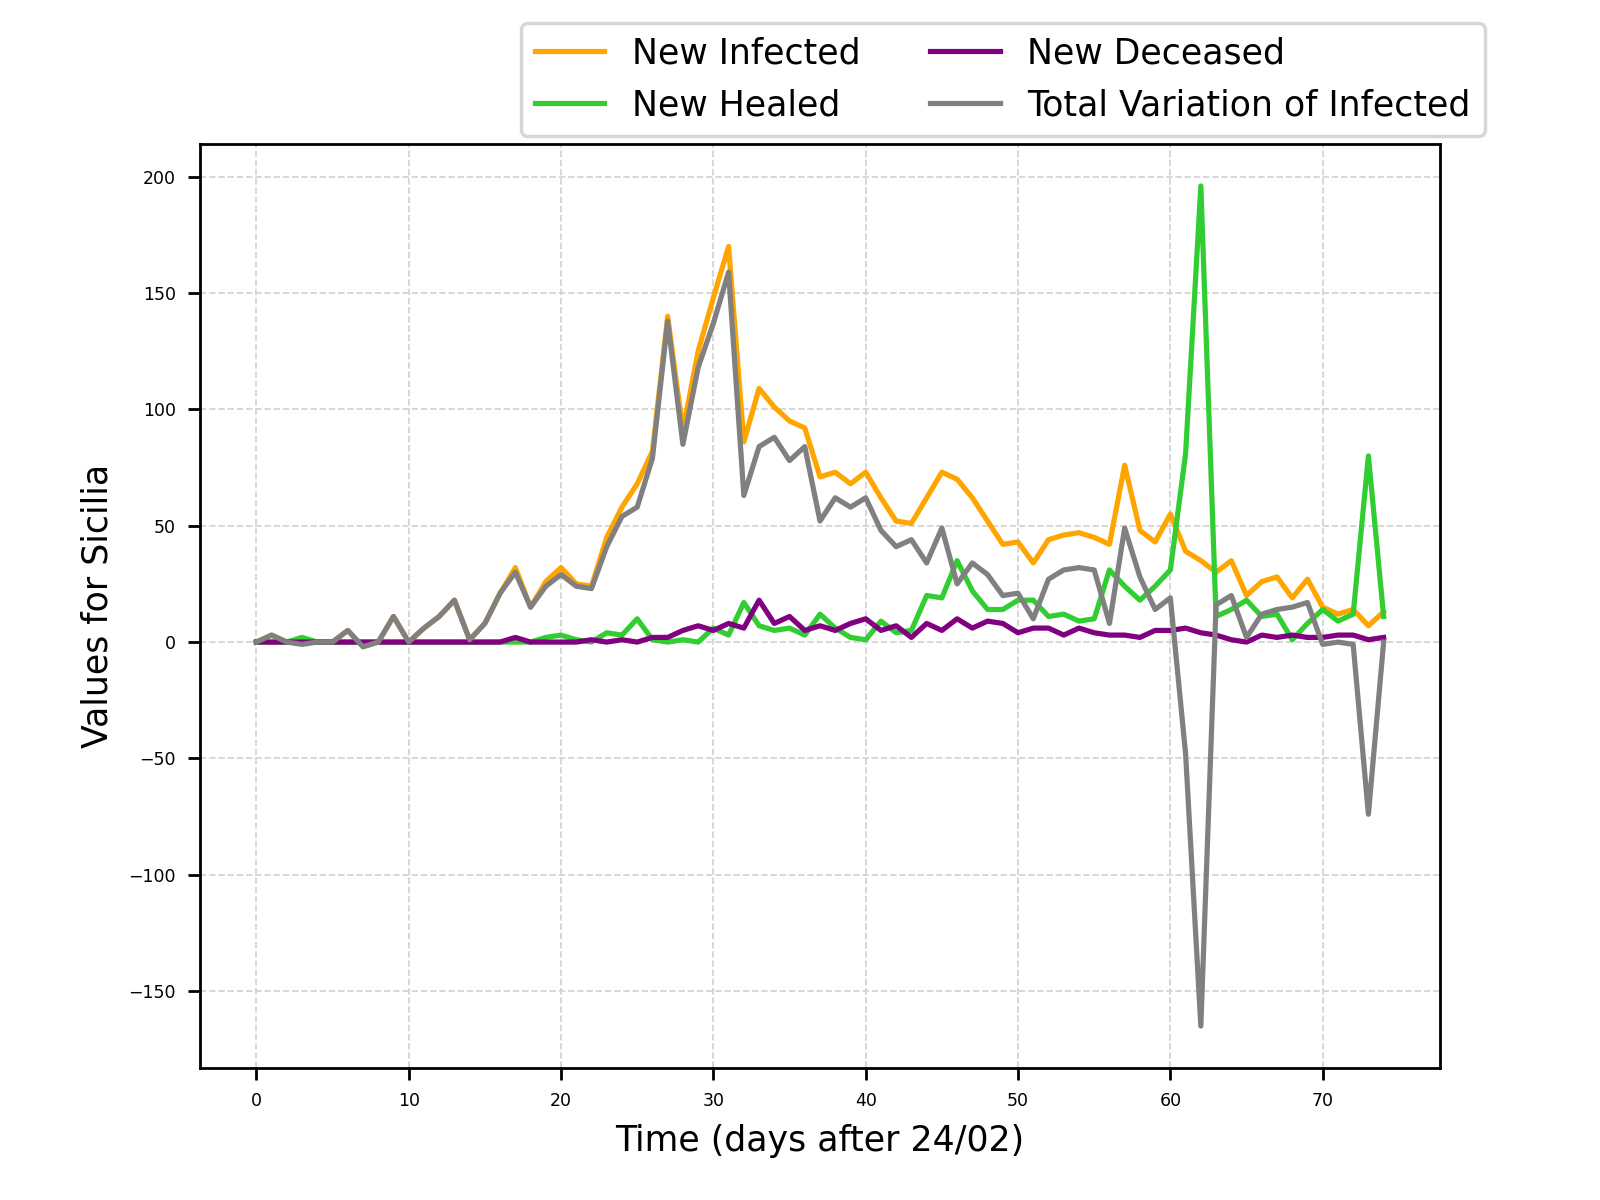 New Infected
New Healed
New Deceased
Total Variation of Infected
200
150
100
50
0
−50
−100
−150
Values for Sicilia
0 10 20 30 40 50 60 70
Time (days after 24/02)